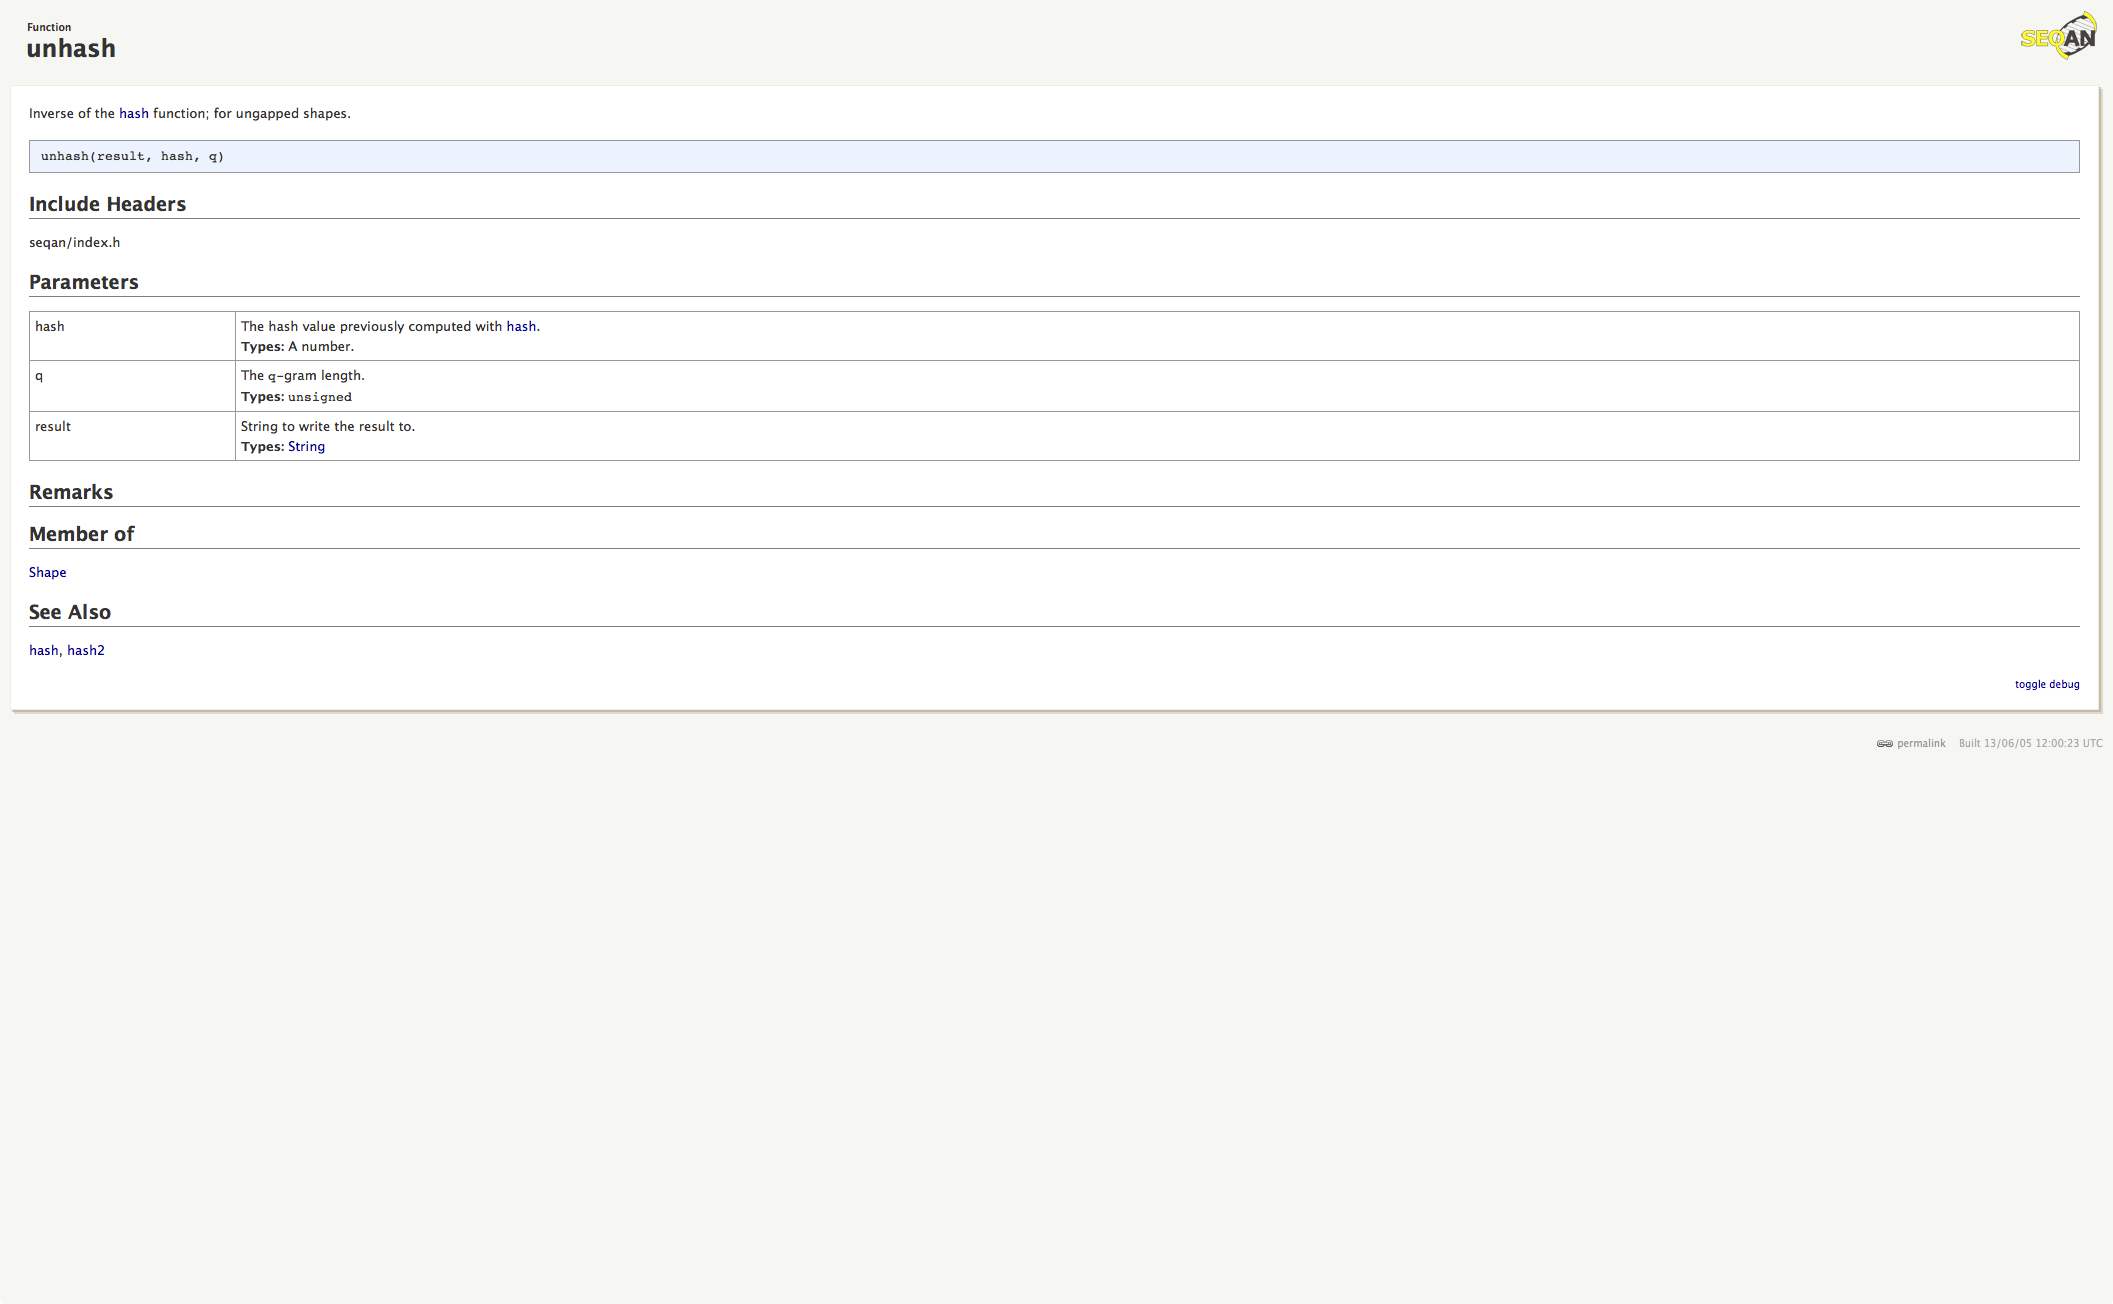 Function
unhash
SEQAN
Inverse of the hash function; for ungapped shapes.
unhash(result, hash, q)
Include Headers
seqan/index.h
Parameters
hash
The hash value previously computed with hash.
Types: A number.
q
The q-gram length.
Types: unsigned
result
String to write the result to.
Types: String
Remarks
Member of
Shape
See Also
hash, hash2
toggle debug
permalink Built 13/06/05 12:00:23 UTC